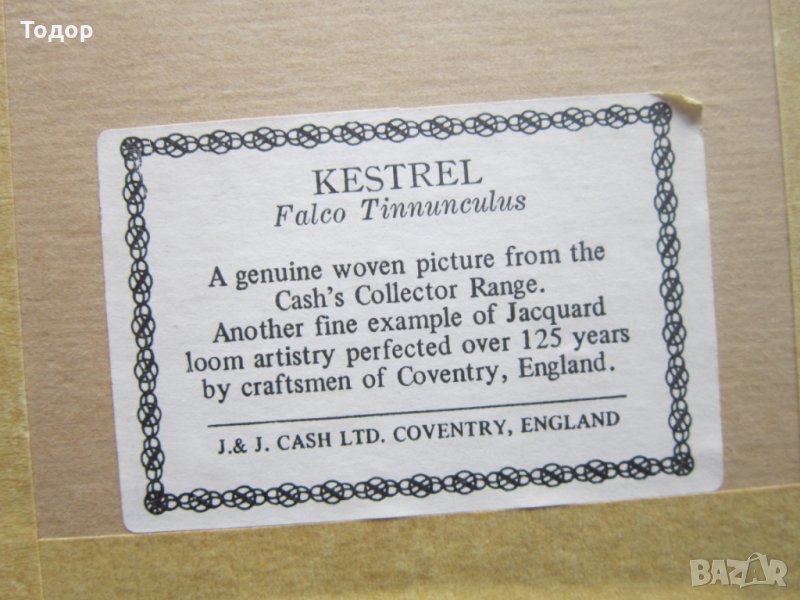 Тодор
KESTREL
Falco Tinnunculus
A genuine woven picture from the
Cash's Collector Range.
Another fine example of Jacquard
loom artistry perfected over 125 years
by craftsmen of Coventry, England.
J.& J. CASH LTD. COVENTRY, ENGLAND
BAZAR